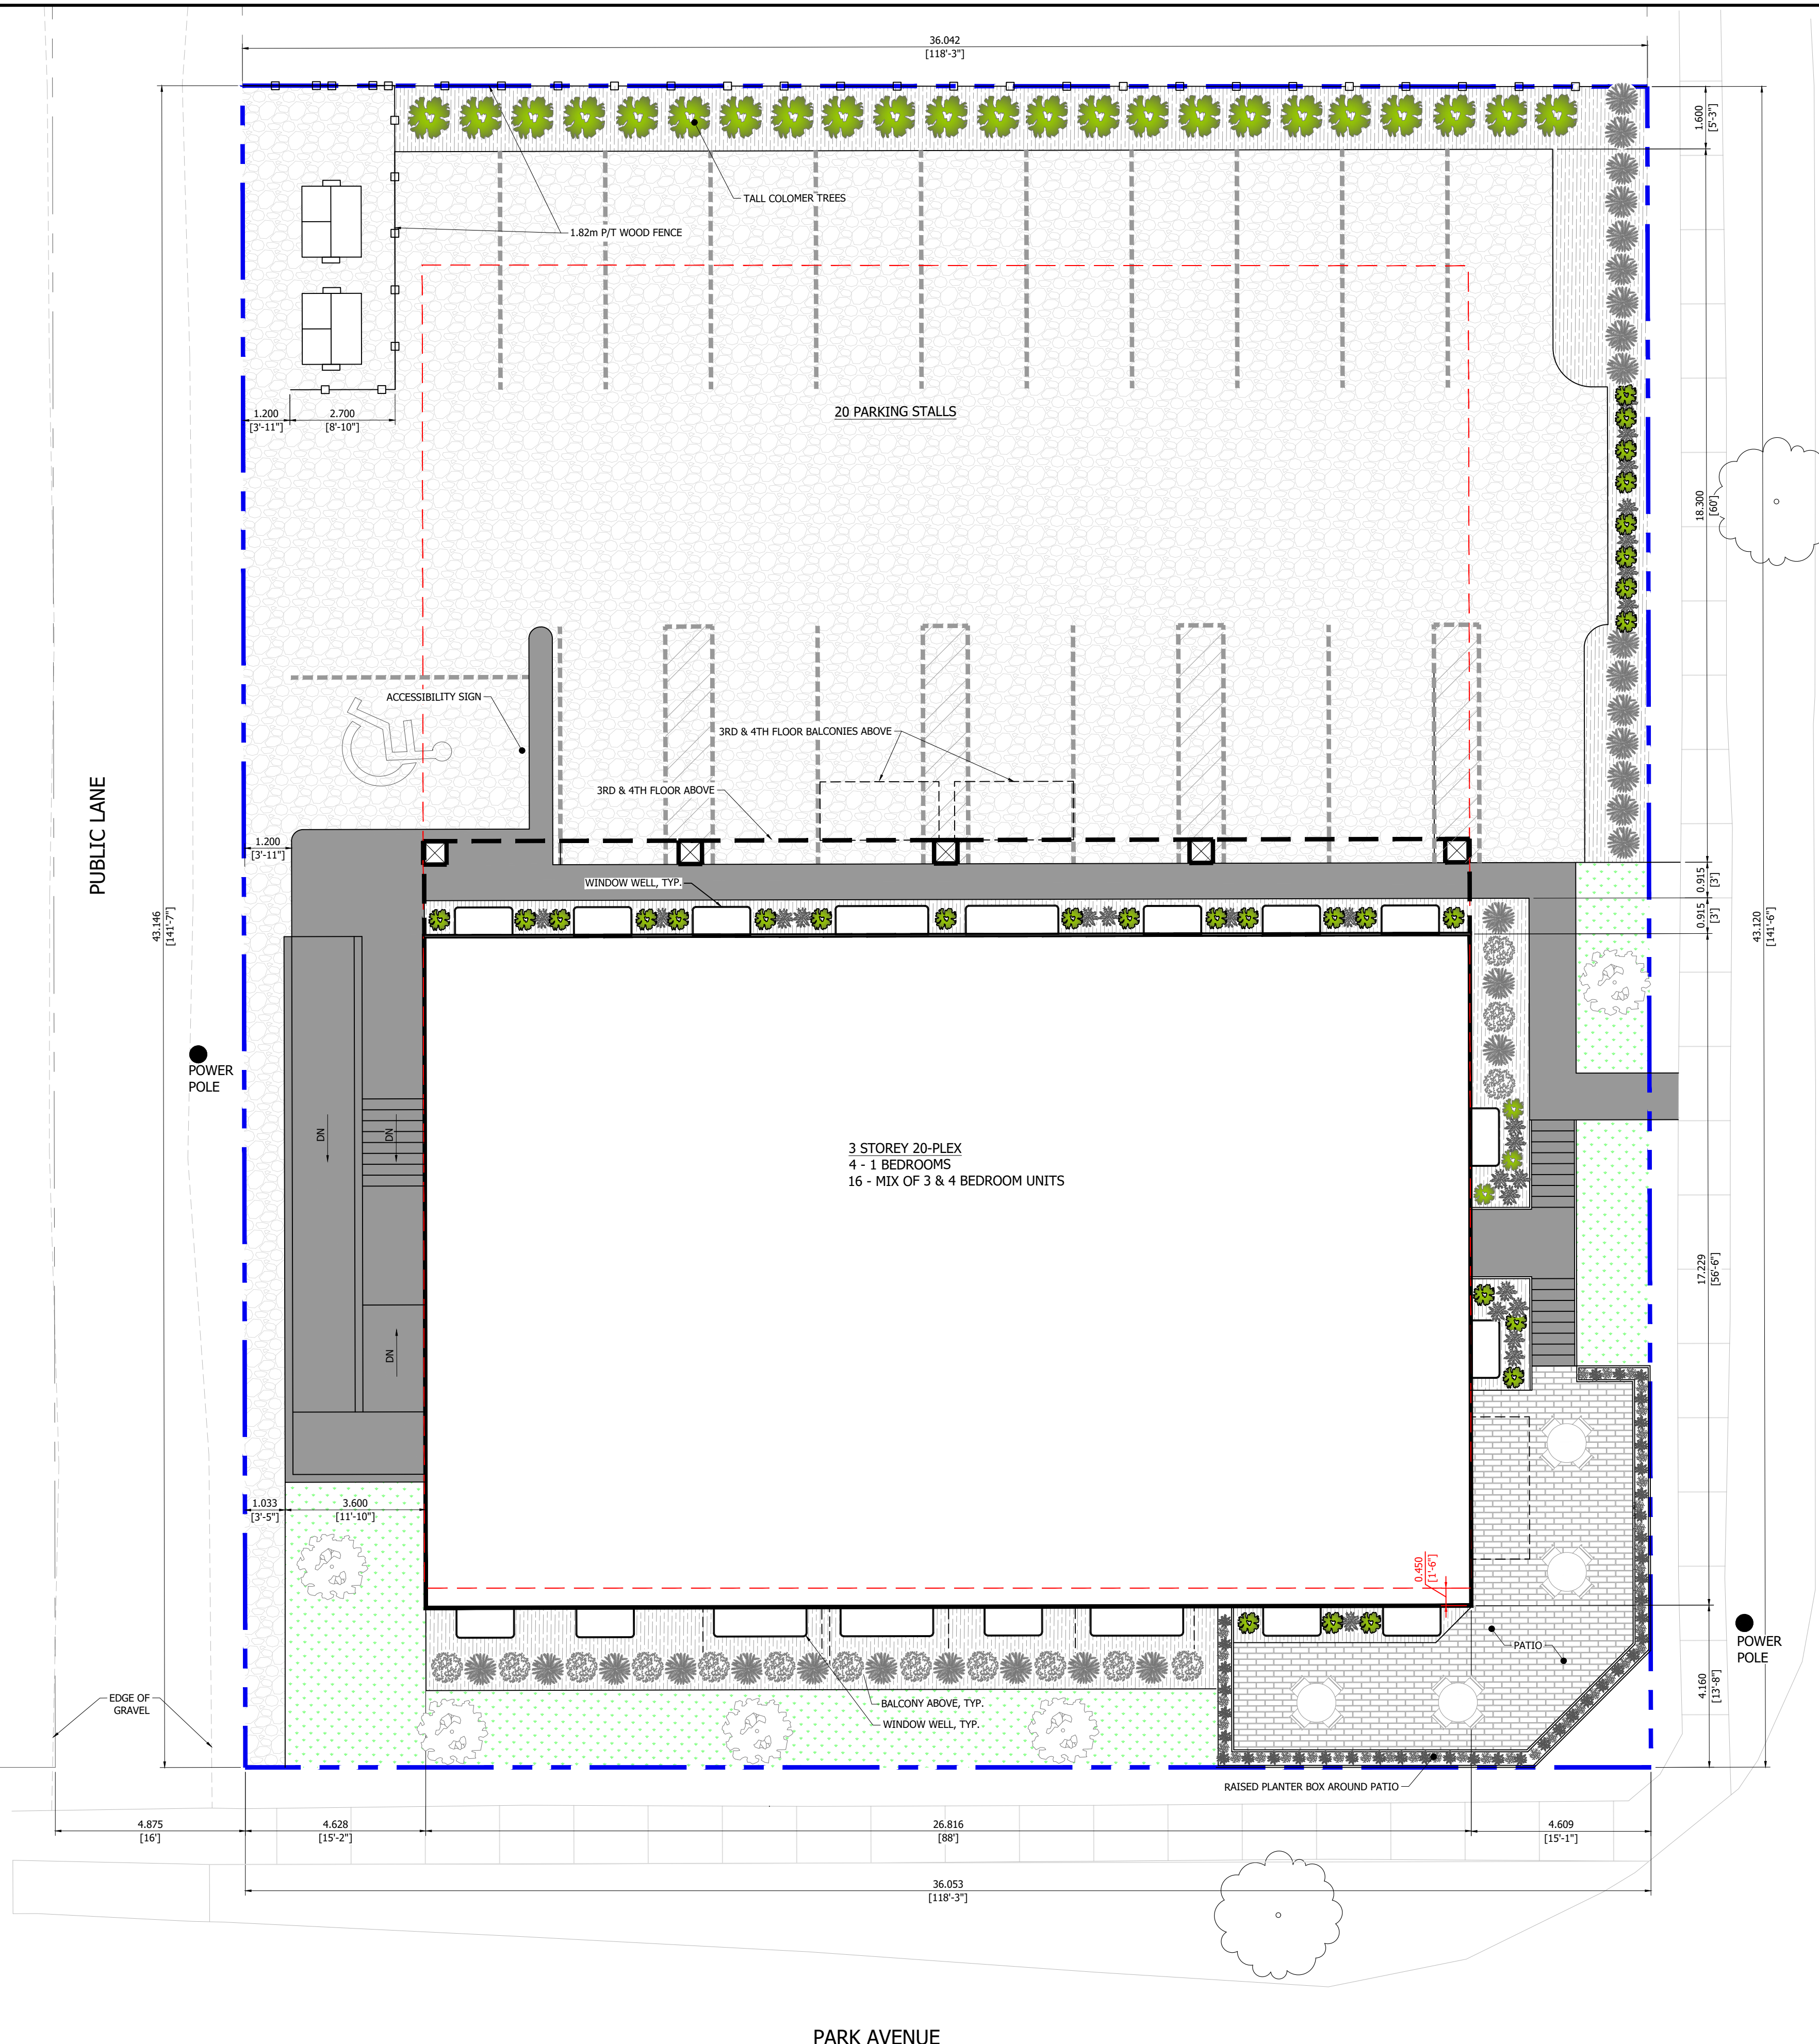 36.042
[118'-3"]
1.600
[5'-3"]
TALL COLOMER TREES
1.82m P/T WOOD FENCE
1.200
[3'-11"]
2.700
[8'-10"]
20 PARKING STALLS
18.300
[60']
ACCESSIBILITY SIGN
3RD & 4TH FLOOR BALCONIES ABOVE
3RD & 4TH FLOOR ABOVE
PUBLIC LANE
1.200
[3'-11"]
WINDOW WELL, TYP.
0.915
[3']
0.915
[3']
43.146
[141'-7"]
43.120
[141'-6"]
POWER
POLE
DN
DN
3 STOREY 20-PLEX
4 - 1 BEDROOMS
16 - MIX OF 3 & 4 BEDROOM UNITS
17.229
[56'-6"]
DN
1.033
[3'-5"]
3.600
[11'-10"]
0.450
[1'-6"]
PATIO
POWER
POLE
EDGE OF
GRAVEL
BALCONY ABOVE, TYP.
WINDOW WELL, TYP.
4.160
[13'-8"]
RAISED PLANTER BOX AROUND PATIO
4.875
[16']
4.628
[15'-2"]
26.816
[88']
4.609
[15'-1"]
36.053
[118'-3"]
PARK AVENUE